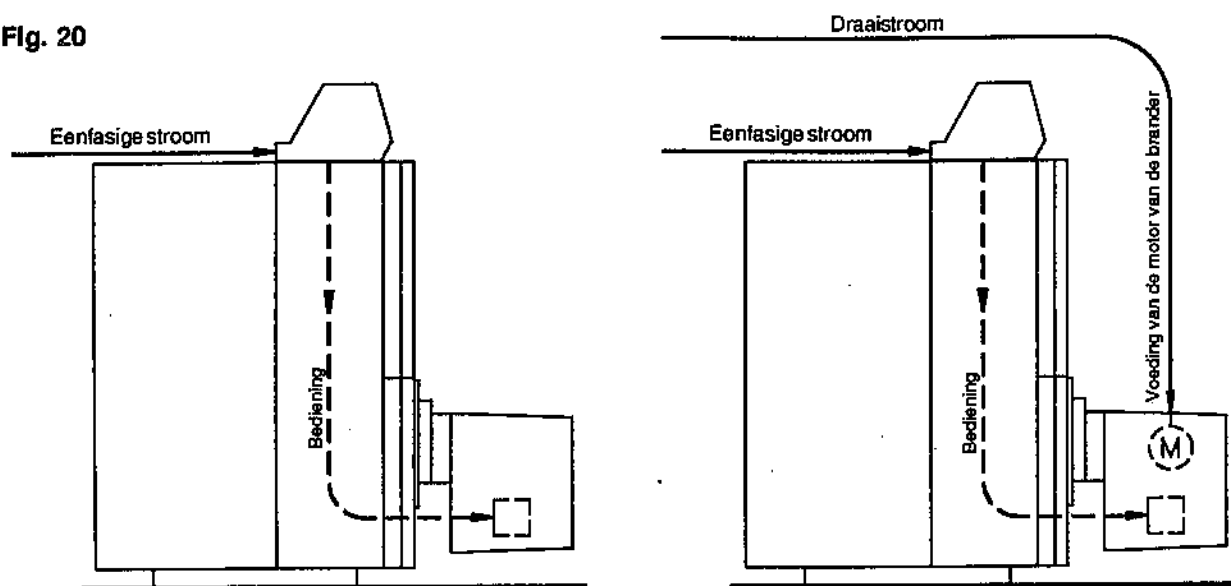 Fig. 20
Eenfasige stroom
Bediening
Draaistroom
Eenfasige stroom
Bediening
Voeding van de motor van de brander
M